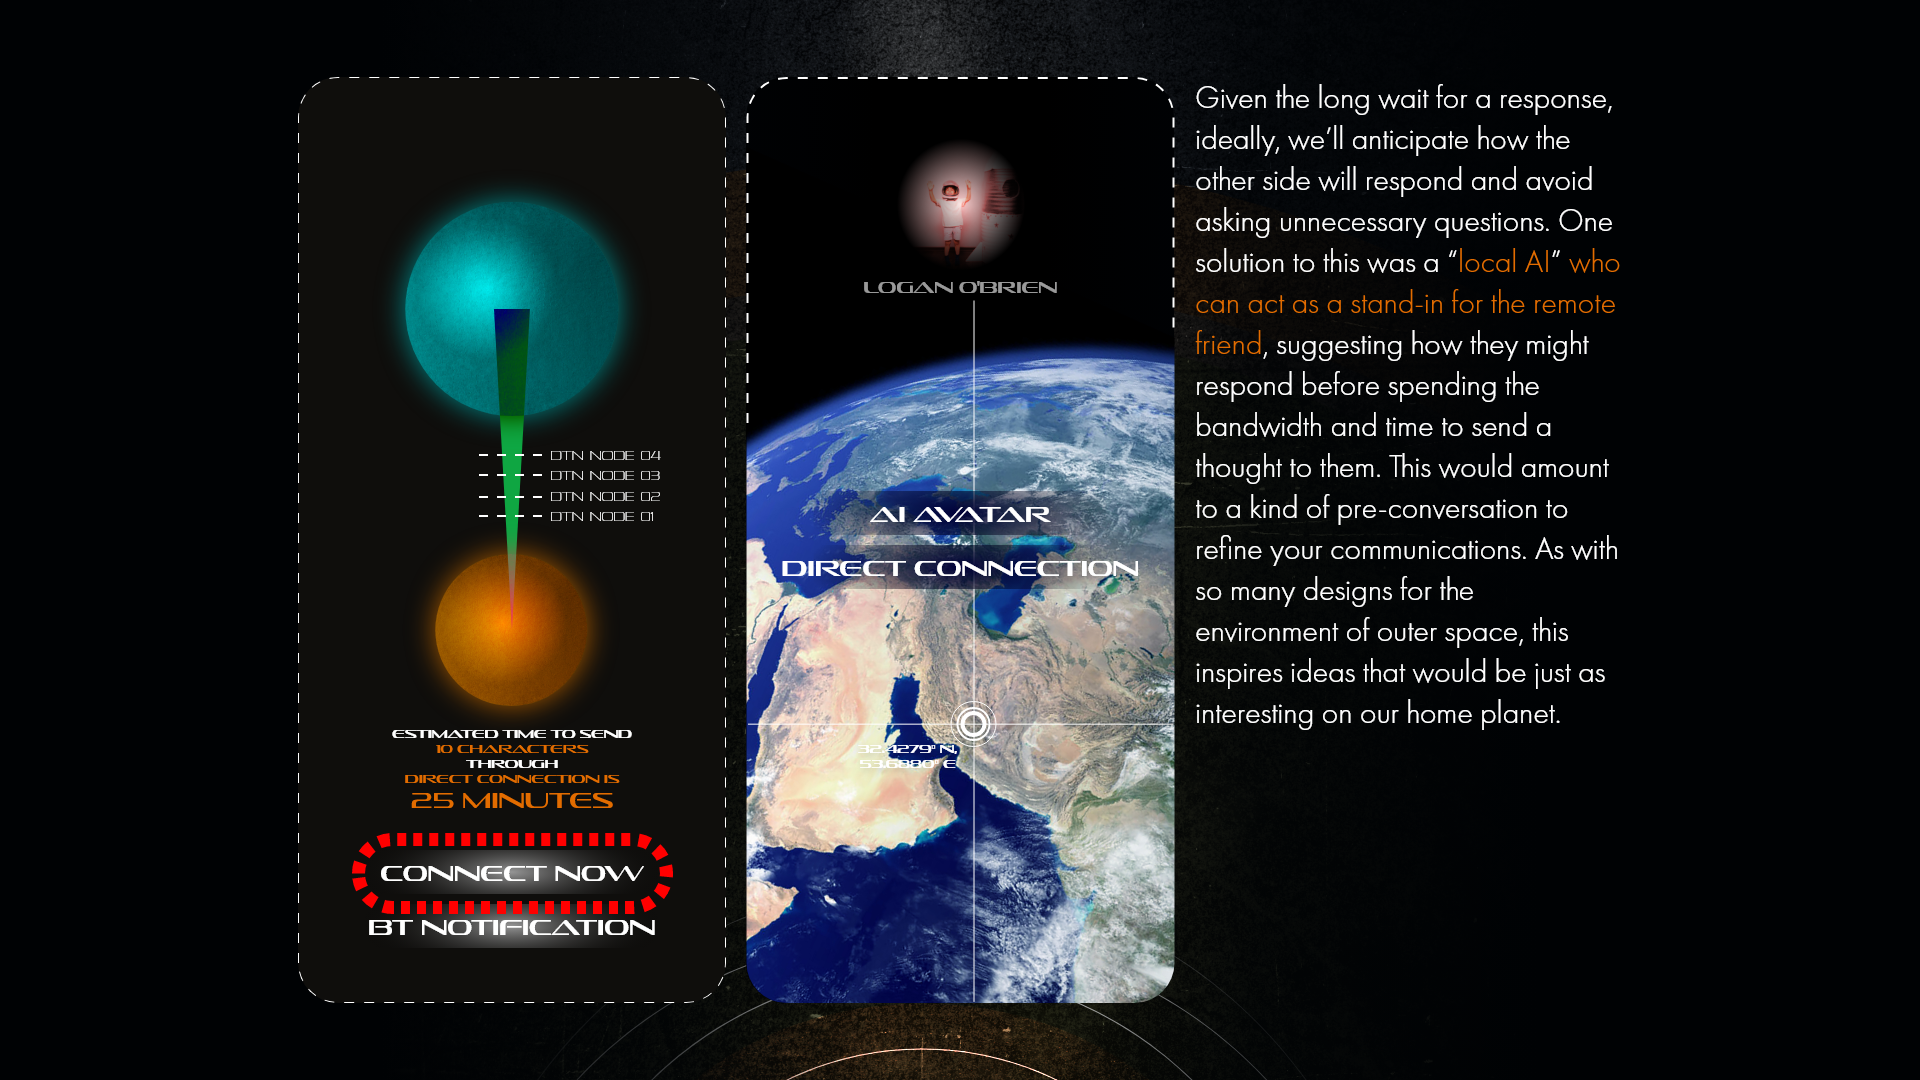 DTN NODE 04
DTN NODE 03
DTN NODE 02
DTN NODE 01
ESTIMATED TIME TO SEND
10 CHARACTERS
THROUGH
DIRECT CONNECTION IS
25 MINUTES
CONNECT NOW
BT NOTIFICATION
LOGAN O'BRIEN
AI AVATAR
DIRECT CONNECTION
32.4279° N,
53.6880° E
Given the long wait for a response,
ideally, we’ll anticipate how the
other side will respond and avoid
asking unnecessary questions. One
solution to this was a “local AI” who
can act as a stand-in for the remote
friend, suggesting how they might
respond before spending the
bandwidth and time to send a
thought to them. This would amount
to a kind of pre-conversation to
refine your communications. As with
so many designs for the
environment of outer space, this
inspires ideas that would be just as
interesting on our home planet.